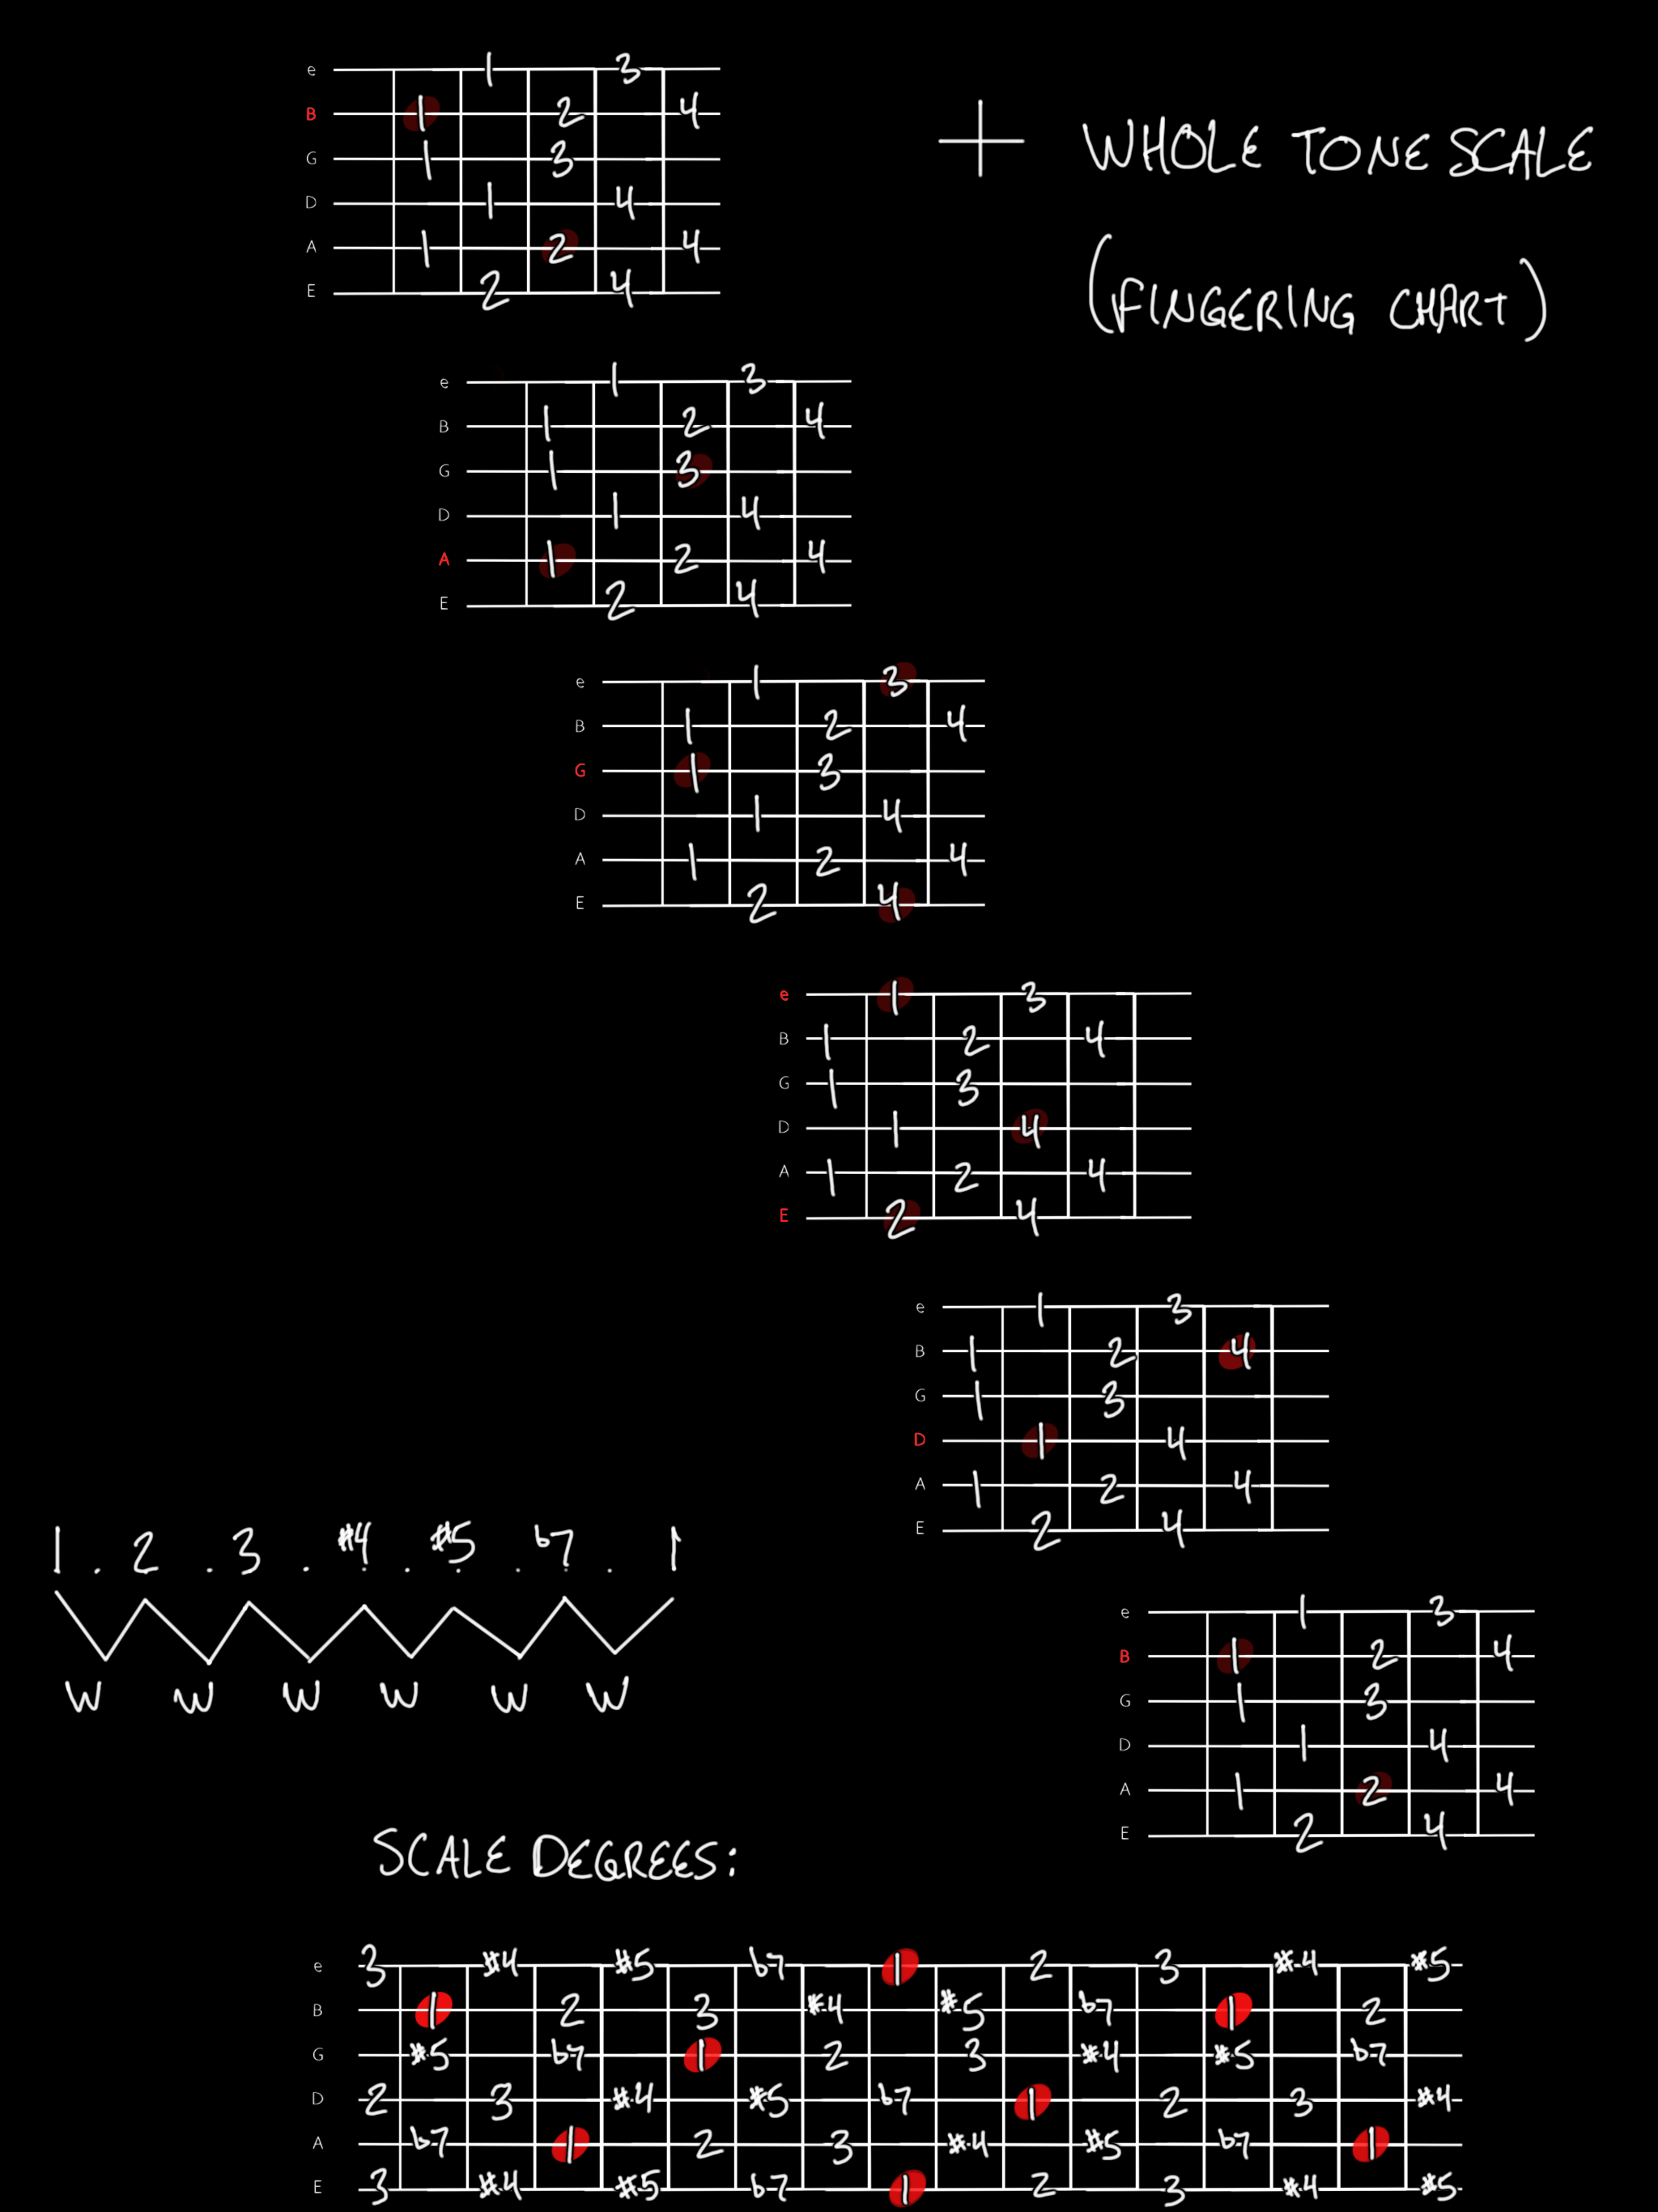 e 1 3
B 1 2 4
G 1 3
D 1 4
A 1 2 4
E 2 4
+ WHOLE TONE SCALE
(FINGERING CHART)
e 1 3
B 1 2 4
G 1 3
D 1 4
A 1 2 4
E 2 4
e 1 3
B 1 2 4
G 1 3
D 1 4
A 1 2 4
E 2 4
e 1 3
B 1 2 4
G 1 3
D 1 4
A 1 2 4
E 2 4
e 1 3
B 1 2 4
G 1 3
D 1 4
A 1 2 4
E 2 4
1 . 2 . 3 . #4 . #5 . b7 . 1
W W W W W W
e 1 3
B 1 2 4
G 1 3
D 1 4
A 1 2 4
E 2 4
SCALE DEGREES:
e 3 #4 #5 b7 1 2 3 #4 #5
B 1 2 3 #4 #5 b7 1 2
G #5 b7 1 2 3 #4 #5 b7
D 2 3 #4 #5 b7 1 2 3 #4
A b7 1 2 3 #4 #5 b7 1
E 3 #4 #5 b7 1 2 3 #4 #5